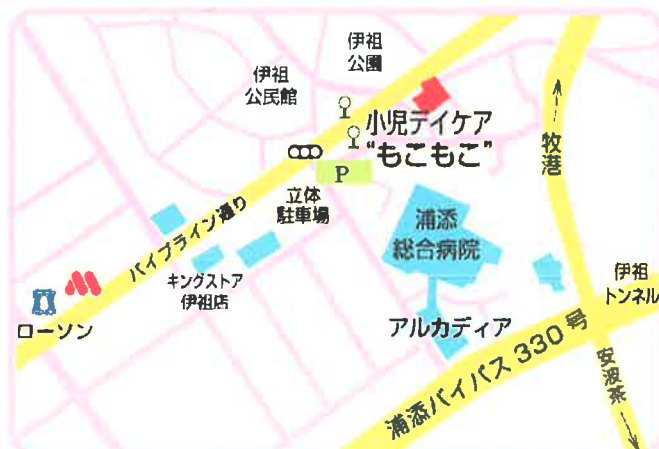 伊祖
公園
伊祖
公民館
小児デイケア
“もこもこ”
P
立体
駐車場
パイプライン通り
キングストア
伊祖店
ローソン
浦添
総合病院
アルカディア
牧港
伊祖
トンネル
浦添バイパス330号
安波茶